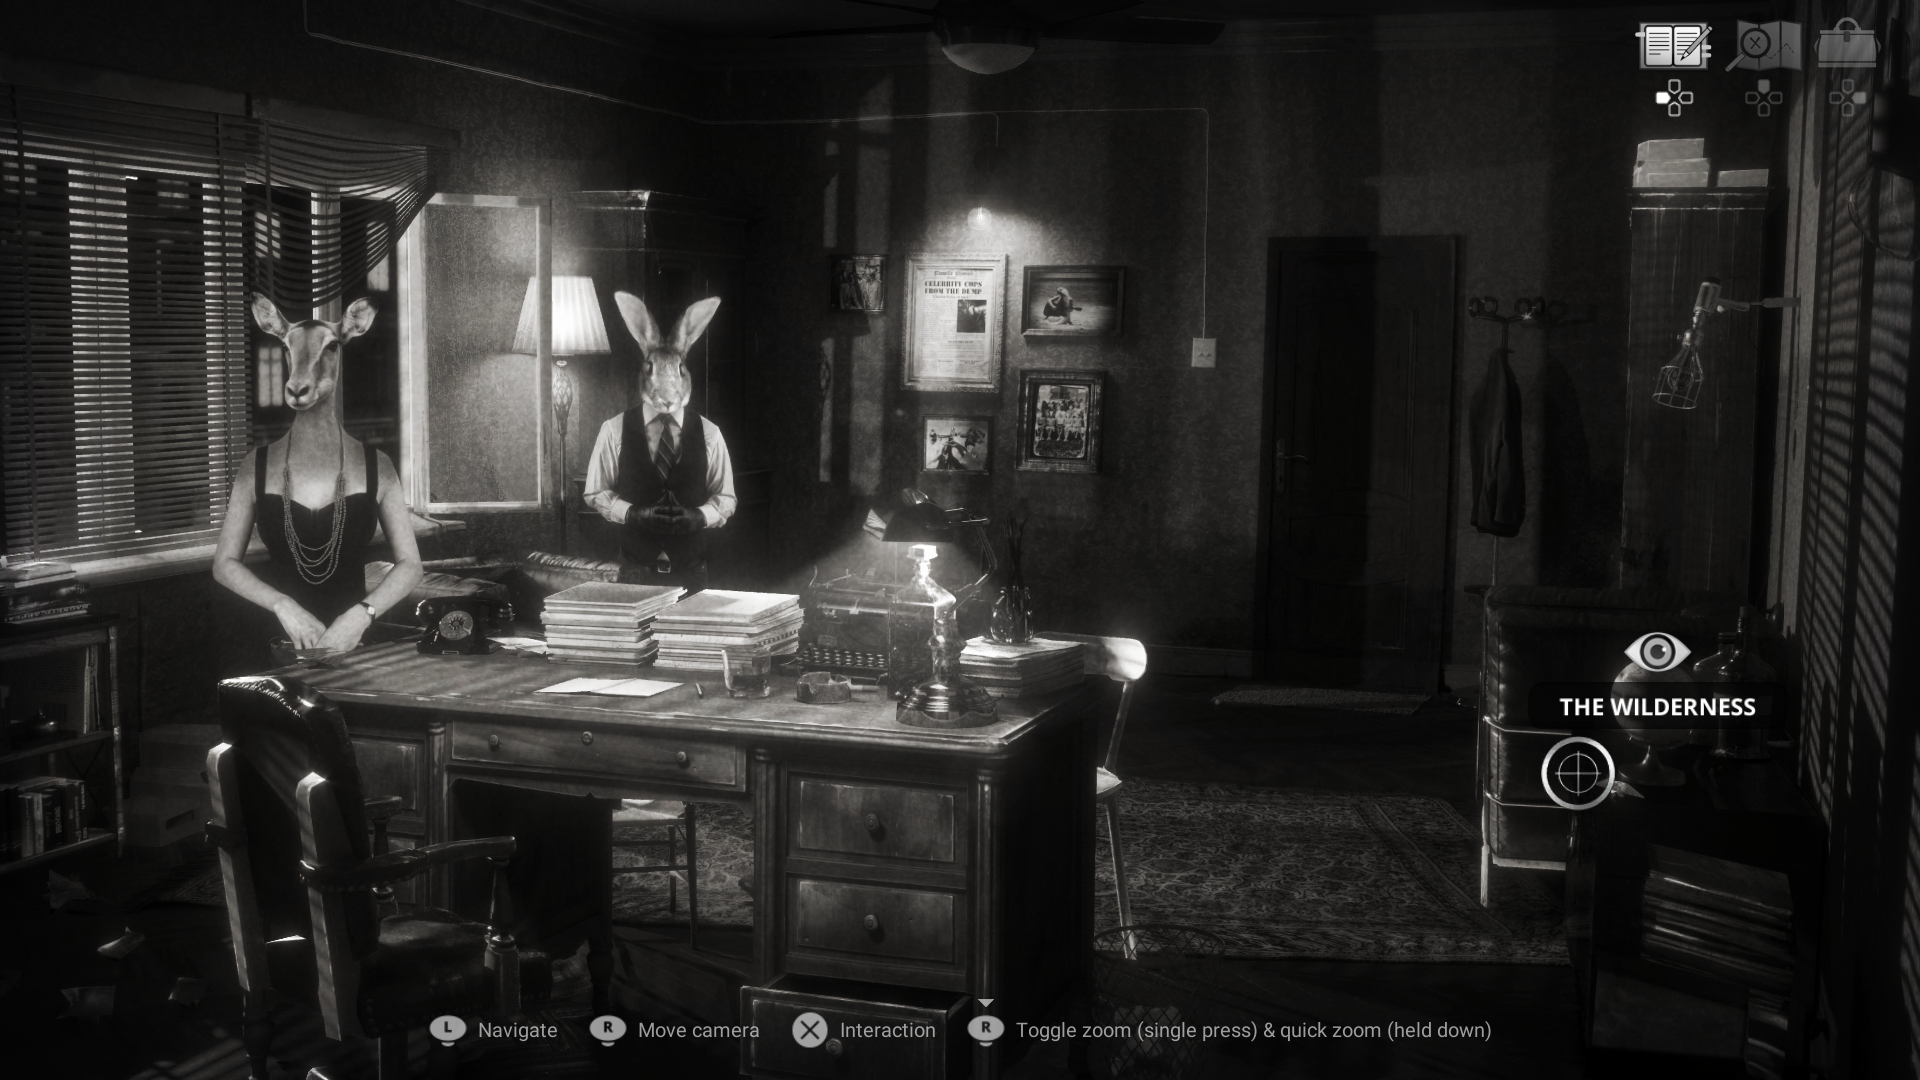 CELEBRITY COPS
FROM THE DUMP
THE WILDERNESS
L Navigate
R Move camera
Interaction
R Toggle zoom (single press) & quick zoom (held down)